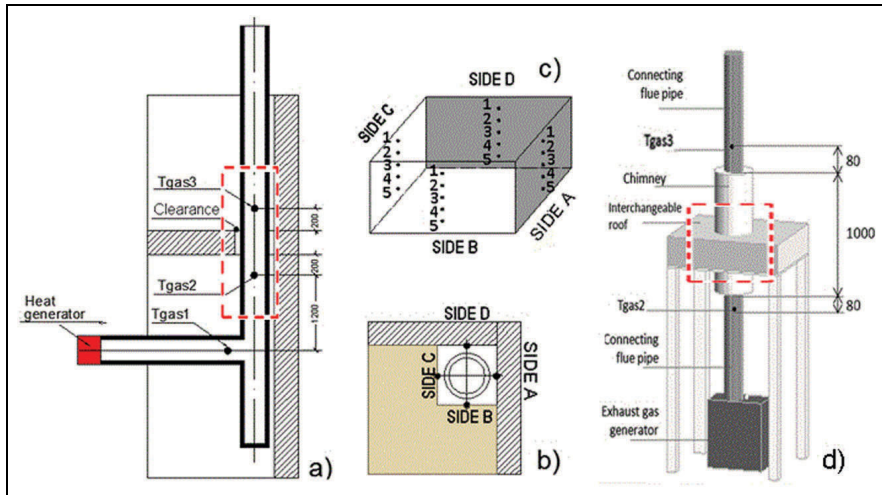 Tgas3
Clearance
200
200
Tgas2
1200
Heat
generator
Tgas1
a)
c)
SIDE D
SIDE C
1
2
3
4
5
1
2
3
4
5
1
2
3
4
5
1
2
3
4
5
SIDE A
SIDE B
SIDE D
SIDE C
SIDE A
SIDE B
b)
Connecting
flue pipe
Tgas3
80
Chimney
Interchangeable
roof
1000
Tgas2
80
Connecting
flue pipe
Exhaust gas
generator
d)